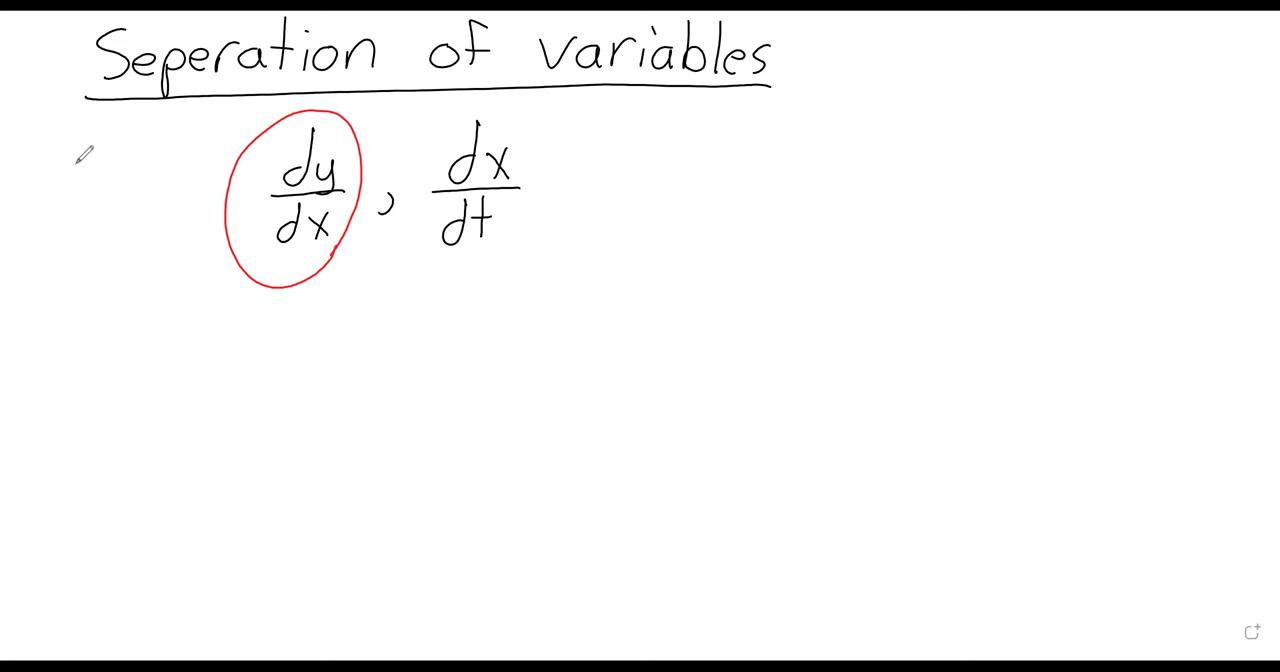 Seperation of variables
dy/dx , dx/dt